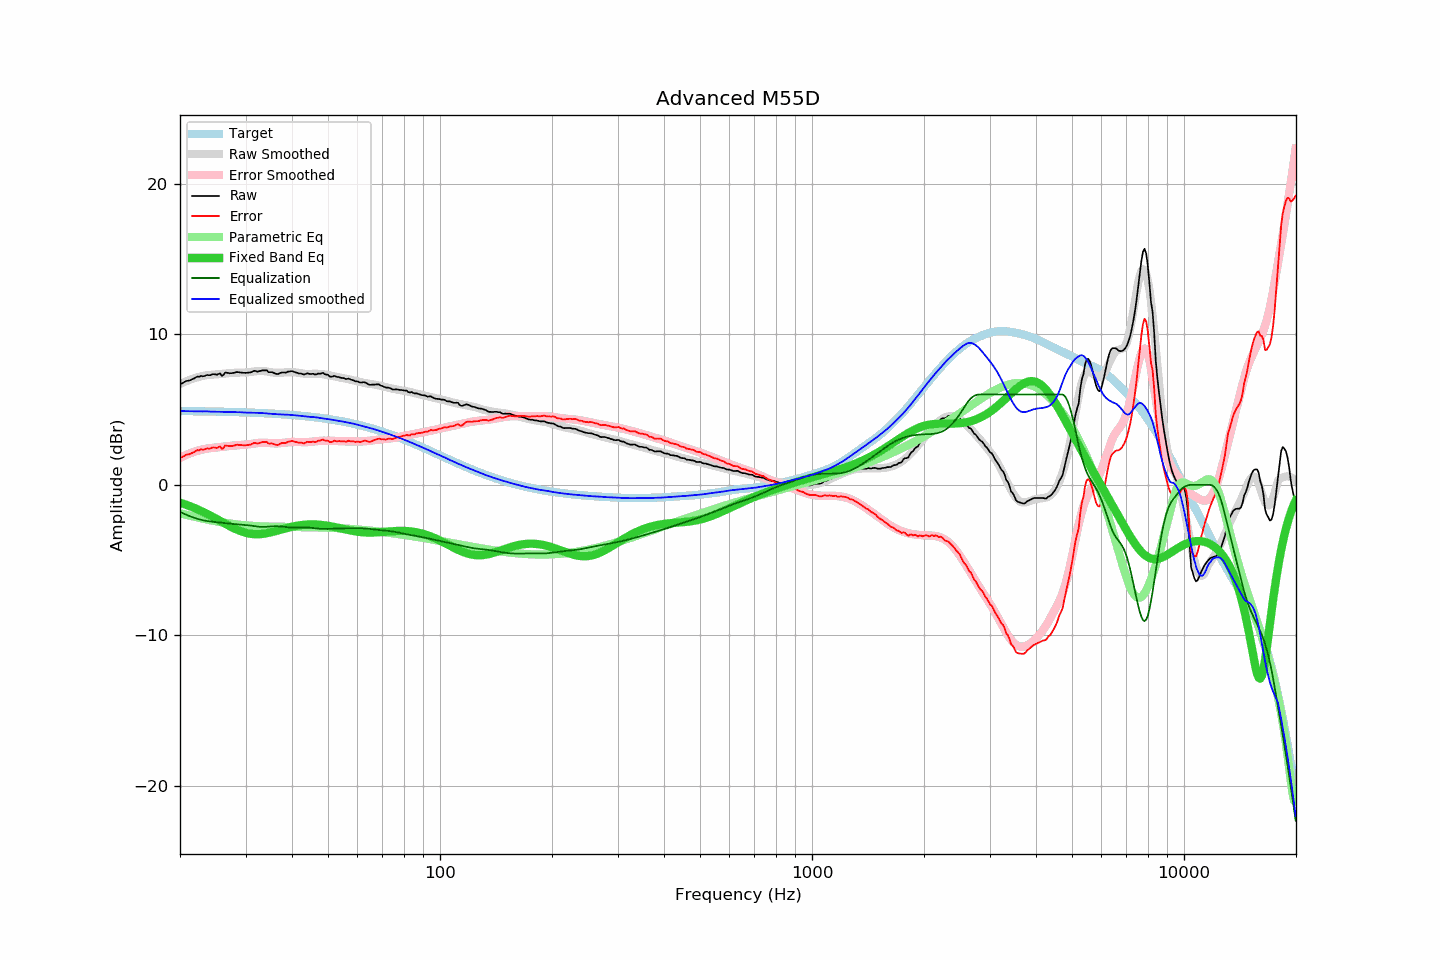 Advanced M55D
Target
Raw Smoothed
Error Smoothed
Raw
Error
Parametric Eq
Fixed Band Eq
Equalization
Equalized smoothed
20
10
0
−10
−20
Amplitude (dBr)
100
1000
10000
Frequency (Hz)